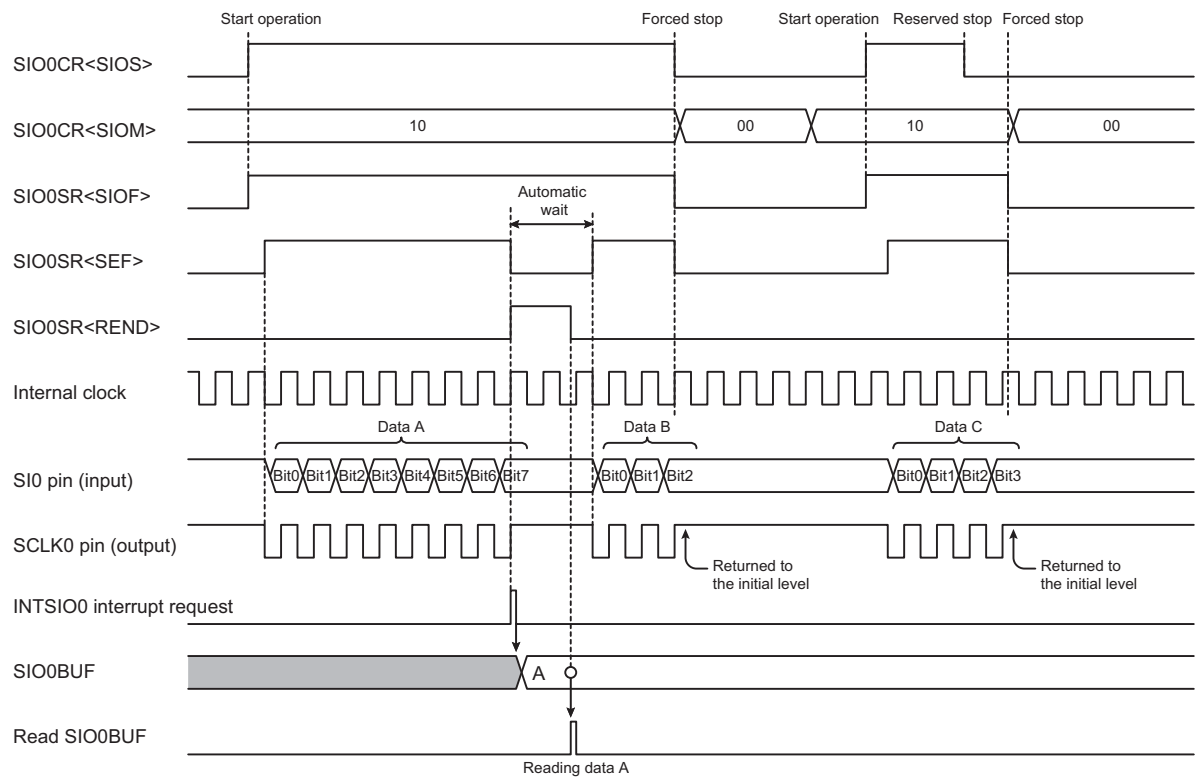 Start operation Forced stop Start operation Reserved stop Forced stop
SIO0CR<SIOS>
SIO0CR<SIOM> 10 00 10 00
SIO0SR<SIOF>
Automatic
wait
SIO0SR<SEF>
SIO0SR<REND>
Internal clock
Data A Data B Data C
SI0 pin (input) Bit0 Bit1 Bit2 Bit3 Bit4 Bit5 Bit6 Bit7 Bit0 Bit1 Bit2 Bit0 Bit1 Bit2 Bit3
SCLK0 pin (output)
Returned to
the initial level
Returned to
the initial level
INTSIO0 interrupt request
SIO0BUF A
Read SIO0BUF
Reading data A